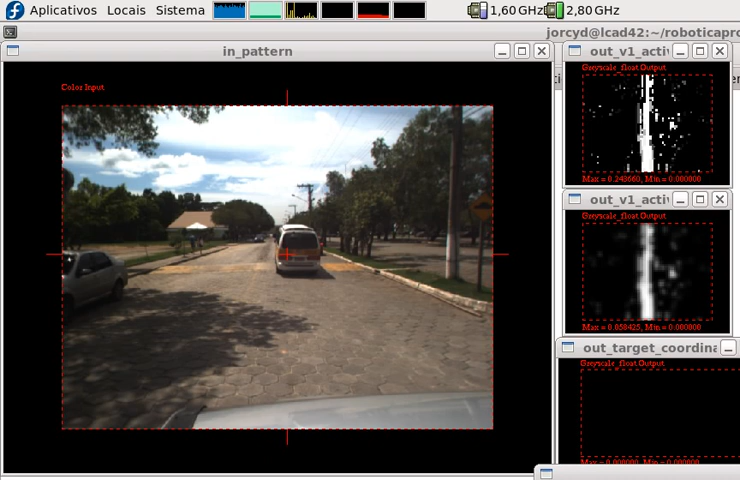 Aplicativos Locais Sistema 1,60 GHz 2,80 GHz
jorcyd@lcad42:~/roboticapro
in_pattern
Color Input
out_v1_activ
Greyscale_float Output
Max = 0.243660, Min = 0.000000
out_v1_activ
Greyscale_float Output
Max = 0.058425, Min = 0.000000
out_target_coordina
Greyscale_float Output
Max = 0.000000, Min = 0.000000